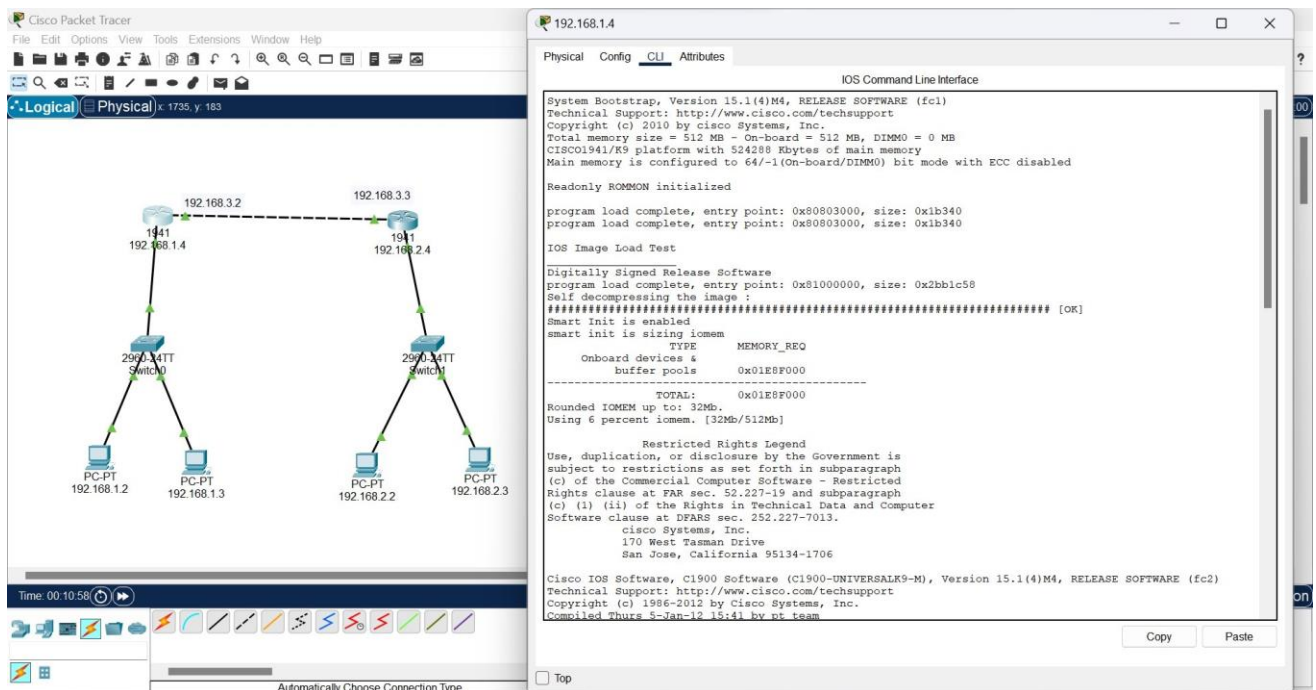 Cisco Packet Tracer
File Edit Options View Tools Extensions Window Help
Logical Physical x: 1735, y: 183
192.168.3.2
192.168.3.3
1941
192.168.1.4
1941
192.168.2.4
2960-24TT
Switch0
2960-24TT
Switch1
PC-PT
192.168.1.2
PC-PT
192.168.1.3
PC-PT
192.168.2.2
PC-PT
192.168.2.3
Time: 00:10:58
Automatically Choose Connection Type
192.168.1.4
Physical Config CLI Attributes
IOS Command Line Interface
System Bootstrap, Version 15.1(4)M4, RELEASE SOFTWARE (fc1)
Technical Support: http://www.cisco.com/techsupport
Copyright (c) 2010 by cisco Systems, Inc.
Total memory size = 512 MB - On-board = 512 MB, DIMM0 = 0 MB
CISCO1941/K9 platform with 524288 Kbytes of main memory
Main memory is configured to 64/-1(On-board/DIMM0) bit mode with ECC disabled
Readonly ROMMON initialized
program load complete, entry point: 0x80803000, size: 0x1b340
program load complete, entry point: 0x80803000, size: 0x1b340
IOS Image Load Test
___________________
Digitally Signed Release Software
program load complete, entry point: 0x81000000, size: 0x2bb1c58
Self decompressing the image :
########################################################################## [OK]
Smart Init is enabled
smart init is sizing iomem
TYPE MEMORY_REQ
Onboard devices &
buffer pools 0x01E8F000
-----------------------------------------------
TOTAL: 0x01E8F000
Rounded IOMEM up to: 32Mb.
Using 6 percent iomem. [32Mb/512Mb]
Restricted Rights Legend
Use, duplication, or disclosure by the Government is
subject to restrictions as set forth in subparagraph
(c) of the Commercial Computer Software - Restricted
Rights clause at FAR sec. 52.227-19 and subparagraph
(c) (1) (ii) of the Rights in Technical Data and Computer
Software clause at DFARS sec. 252.227-7013.
cisco Systems, Inc.
170 West Tasman Drive
San Jose, California 95134-1706
Cisco IOS Software, C1900 Software (C1900-UNIVERSALK9-M), Version 15.1(4)M4, RELEASE SOFTWARE (fc2)
Technical Support: http://www.cisco.com/techsupport
Copyright (c) 1986-2012 by Cisco Systems, Inc.
Compiled Thurs 5-Jan-12 15:41 by pt team
Copy Paste
Top